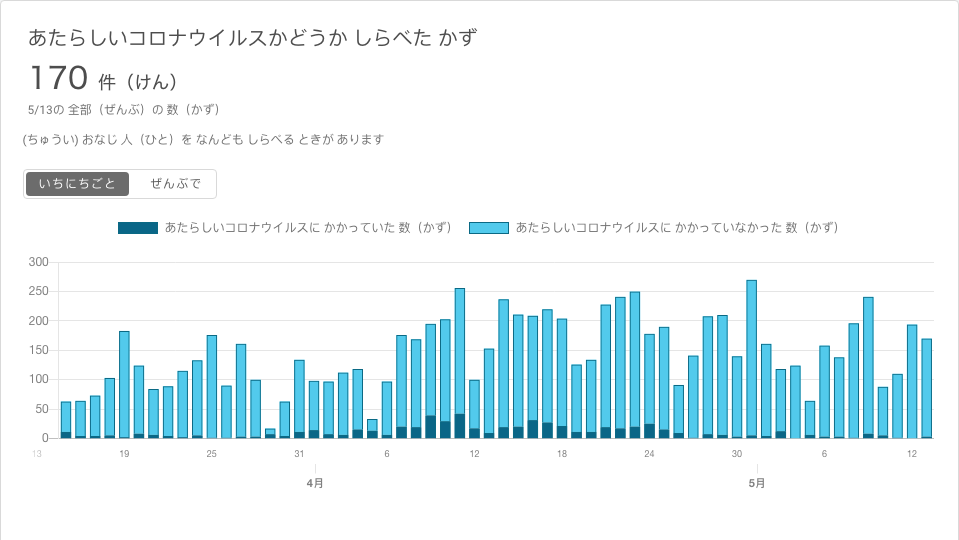 あたらしいコロナウイルスかどうか しらべた かず
170 件（けん）
5/13の 全部（ぜんぶ）の 数（かず）
(ちゅうい) おなじ 人（ひと）を なんども しらべる ときが あります
いちにちごと ぜんぶで
あたらしいコロナウイルスに かかっていた 数（かず） あたらしいコロナウイルスに かかっていなかった 数（かず）
300
250
200
150
100
50
0
13 19 25 31 6 12 18 24 30 6 12
4月 5月